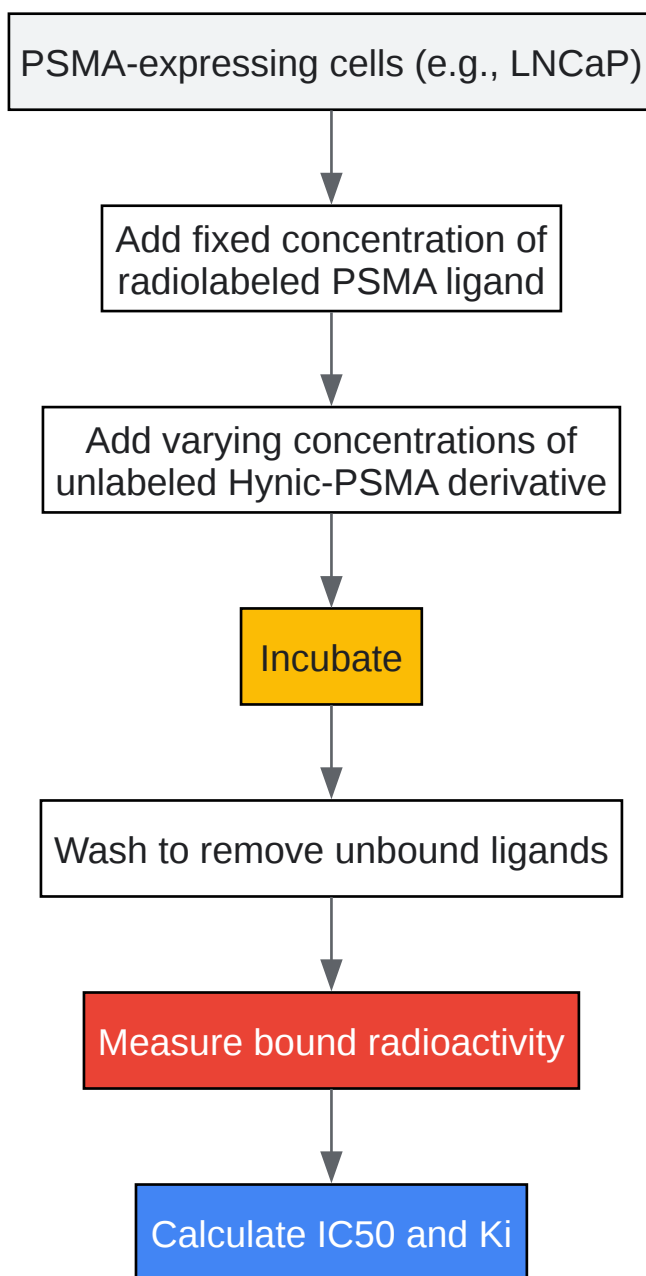 PSMA-expressing cells (e.g., LNCaP)
Add fixed concentration of
radiolabeled PSMA ligand
Add varying concentrations of
unlabeled Hynic-PSMA derivative
Incubate
Wash to remove unbound ligands
Measure bound radioactivity
Calculate IC50 and Ki